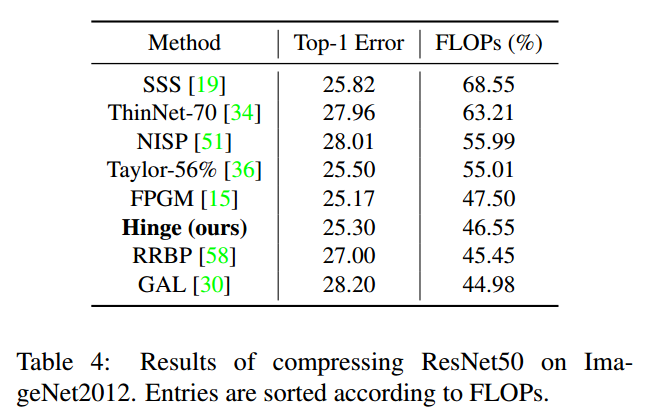 Method Top-1 Error FLOPs (%)
SSS [19] 25.82 68.55
ThinNet-70 [34] 27.96 63.21
NISP [51] 28.01 55.99
Taylor-56% [36] 25.50 55.01
FPGM [15] 25.17 47.50
Hinge (ours) 25.30 46.55
RRBP [58] 27.00 45.45
GAL [30] 28.20 44.98
Table 4: Results of compressing ResNet50 on Ima-
geNet2012. Entries are sorted according to FLOPs.